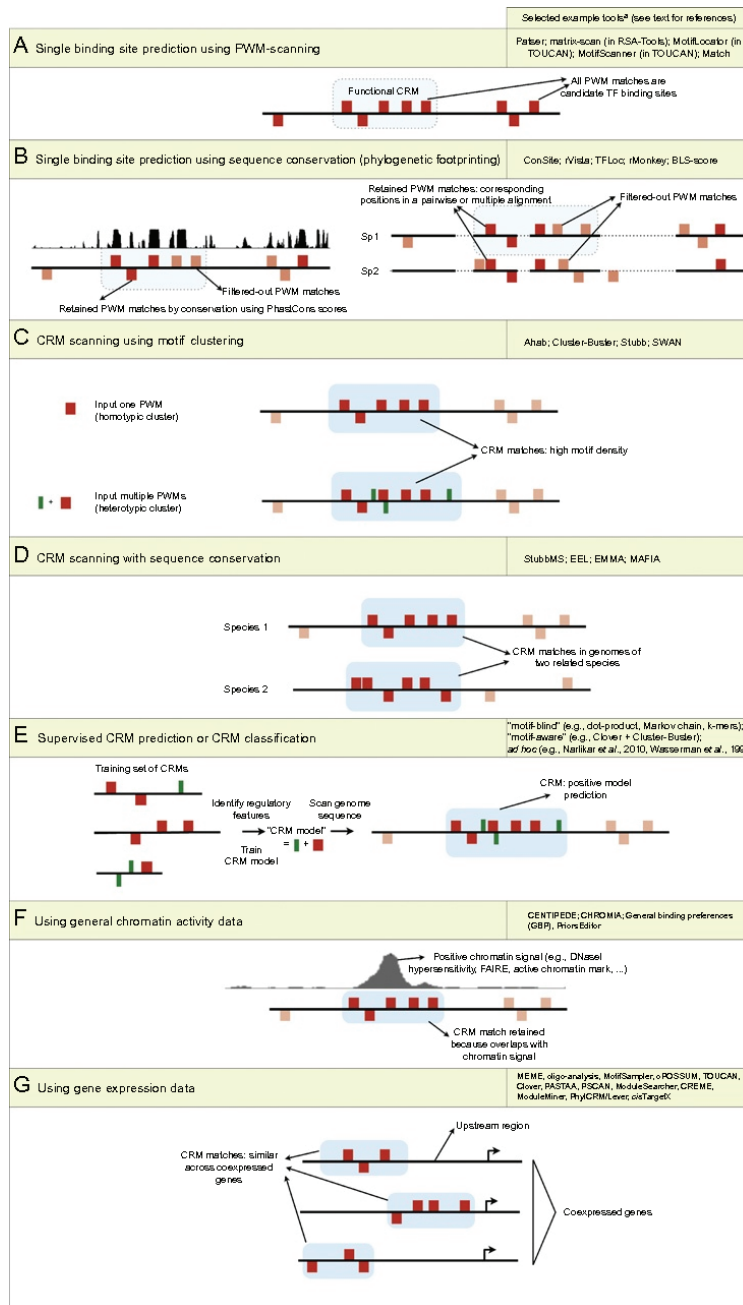 Selected example toolsᵃ (see text for references)
A Single binding site prediction using PWM-scanning
Patser; matrix-scan (in RSA-Tools); MotifLocator (in
TOUCAN); MotifScanner (in TOUCAN); Match
Functional CRM
All PWM matches are
candidate TF binding sites
B Single binding site prediction using sequence conservation (phylogenetic footprinting)
ConSite; rVista; TFLoc; rMonkey; BLS-score
Retained PWM matches: corresponding
positions in a pairwise or multiple alignment
Filtered-out PWM matches
Sp1
Sp2
Filtered-out PWM matches
Retained PWM matches by conservation using PhastCons scores
C CRM scanning using motif clustering
Ahab; Cluster-Buster; Stubb; SWAN
Input one PWM
(homotypic cluster)
CRM matches: high motif density
+
Input multiple PWMs
(heterotypic cluster)
D CRM scanning with sequence conservation
StubbMS; EEL; EMMA; MAFIA
Species 1
CRM matches in genomes of
two related species
Species 2
E Supervised CRM prediction or CRM classification
"motif-blind" (e.g., dot-product, Markov chain, k-mers);
"motif-aware" (e.g., Clover + Cluster-Buster);
ad hoc (e.g., Narlikar et al., 2010, Wasserman et al., 199
Training set of CRMs
Identify regulatory
features
Train
CRM model
"CRM model"
= +
Scan genome
sequence
CRM: positive model
prediction
F Using general chromatin activity data
CENTIPEDE; CHROMIA; General binding preferences
(GBP), PriorsEditor
Positive chromatin signal (e.g., DNaseI
hypersensitivity, FAIRE, active chromatin mark, ...)
CRM match retained
because overlaps with
chromatin signal
G Using gene expression data
MEME, oligo-analysis, MotifSampler, oPOSSUM, TOUCAN,
Clover, PASTAA, PSCAN, ModuleSearcher, CREME,
ModuleMiner, PhylCRM/Lever, cisTargetX
Upstream region
CRM matches: similar
across coexpressed
genes
Coexpressed genes